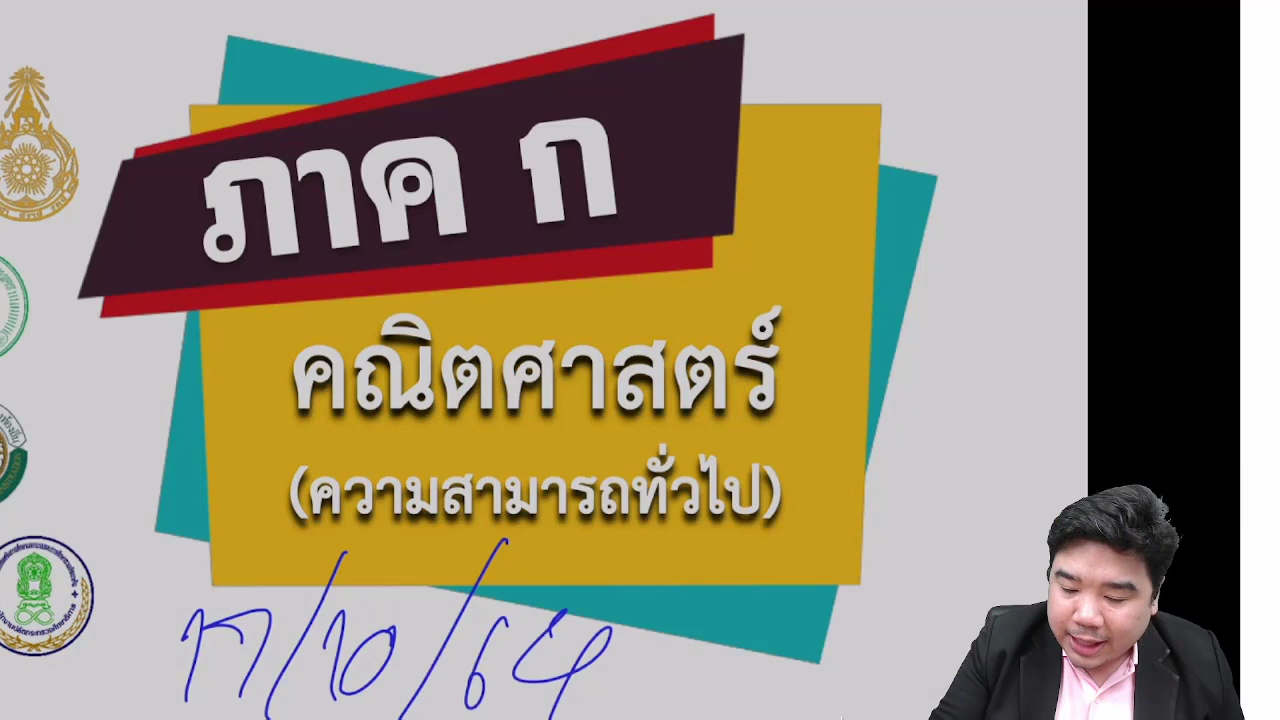 ภาค ก
คณิตศาสตร์
(ความสามารถทั่วไป)
17/10/64